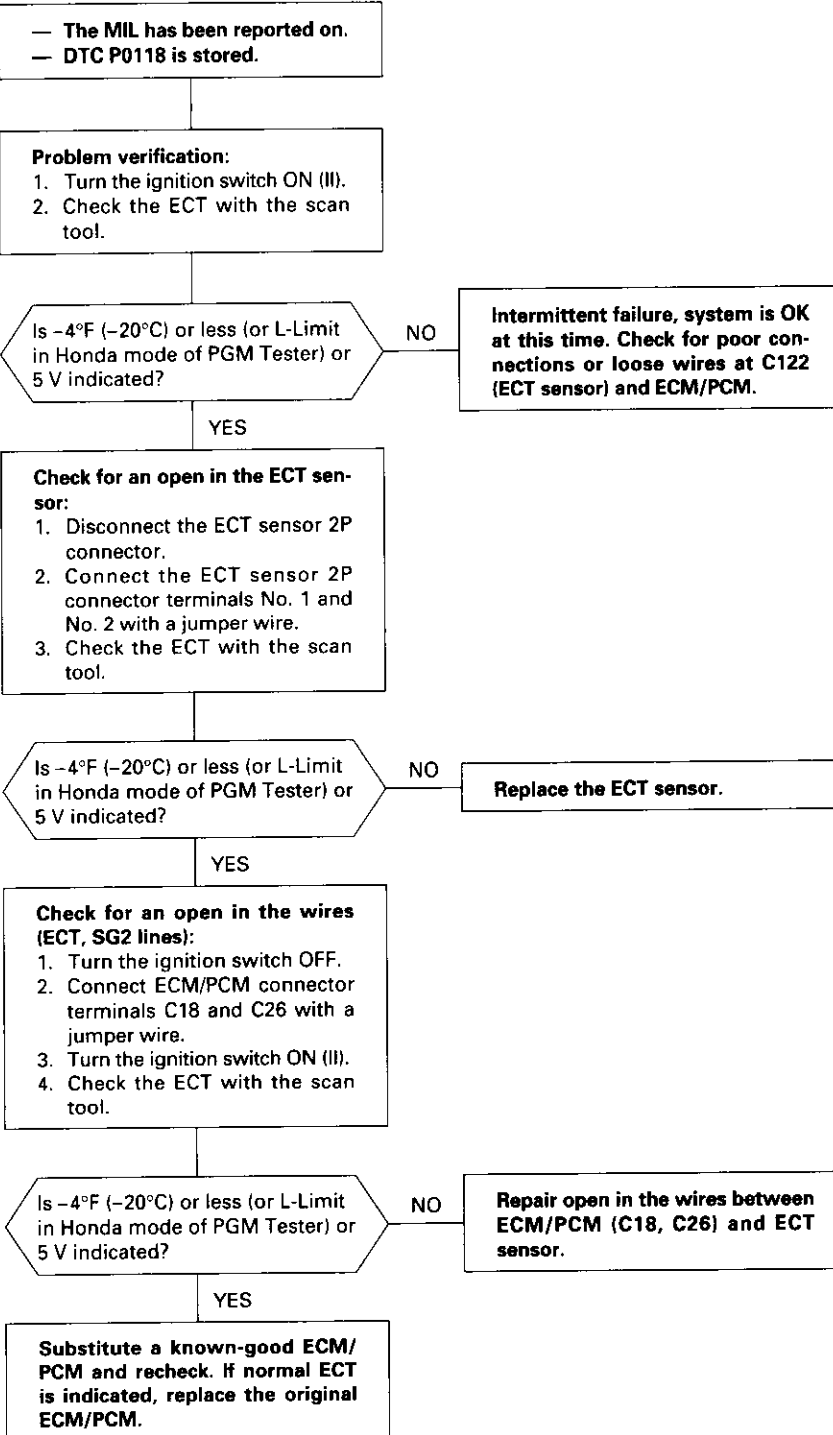 — The MIL has been reported on.
— DTC P0118 is stored.
Problem verification:
1. Turn the ignition switch ON (II).
2. Check the ECT with the scan
tool.
Is –4°F (–20°C) or less (or L-Limit
in Honda mode of PGM Tester) or
5 V indicated?
NO
Intermittent failure, system is OK
at this time. Check for poor con-
nections or loose wires at C122
(ECT sensor) and ECM/PCM.
YES
Check for an open in the ECT sen-
sor:
1. Disconnect the ECT sensor 2P
connector.
2. Connect the ECT sensor 2P
connector terminals No. 1 and
No. 2 with a jumper wire.
3. Check the ECT with the scan
tool.
Is –4°F (–20°C) or less (or L-Limit
in Honda mode of PGM Tester) or
5 V indicated?
NO
Replace the ECT sensor.
YES
Check for an open in the wires
(ECT, SG2 lines):
1. Turn the ignition switch OFF.
2. Connect ECM/PCM connector
terminals C18 and C26 with a
jumper wire.
3. Turn the ignition switch ON (II).
4. Check the ECT with the scan
tool.
Is –4°F (–20°C) or less (or L-Limit
in Honda mode of PGM Tester) or
5 V indicated?
NO
Repair open in the wires between
ECM/PCM (C18, C26) and ECT
sensor.
YES
Substitute a known-good ECM/
PCM and recheck. If normal ECT
is indicated, replace the original
ECM/PCM.